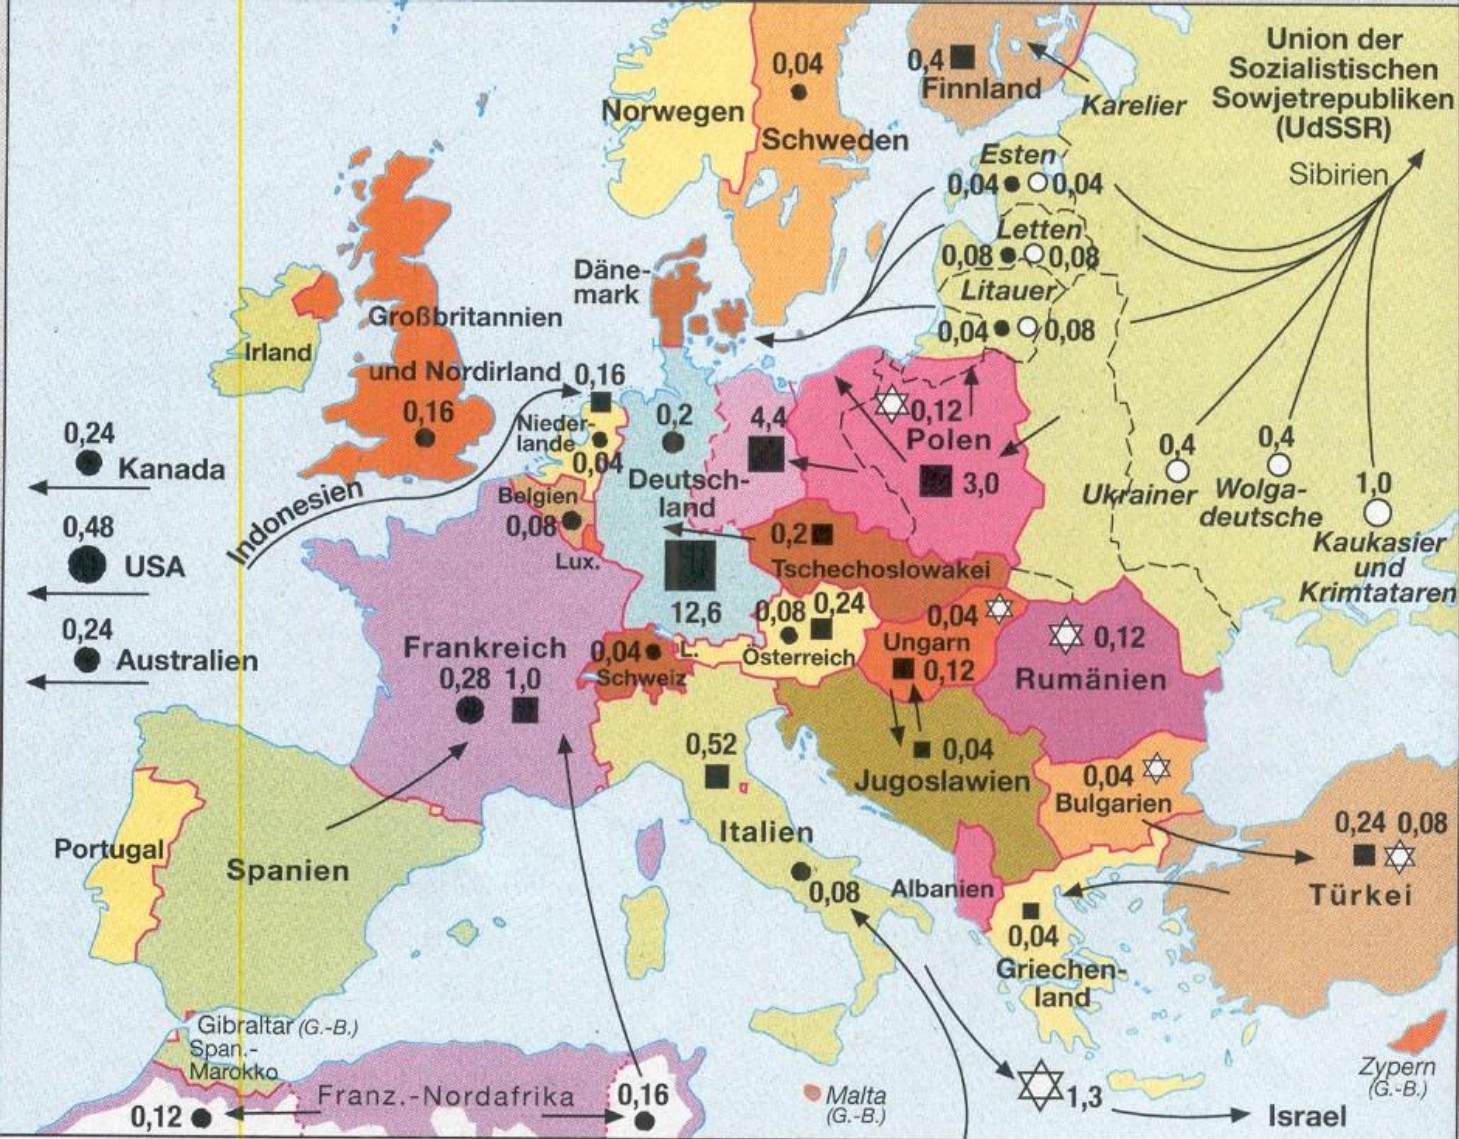 Union der
Sozialistischen
Sowjetrepubliken
(UdSSR)
Sibirien
0,04
Schweden
Norwegen
0,4
Finnland
Karelier
Esten
0,04 0,04
Letten
0,08 0,08
Litauer
0,04 0,08
Däne-
mark
Großbritannien
und Nordirland
0,16
Irland
0,16
Nieder-
lande
0,04
0,2
Deutsch-
land
12,6
4,4
0,12
Polen
3,0
0,4
Ukrainer
0,4
Wolga-
deutsche
1,0
Kaukasier
und
Krimtataren
0,24
Kanada
0,48
USA
0,24
Australien
Indonesien
Belgien
0,08
Lux.
0,2
Tschechoslowakei
0,08 0,24
Österreich
L.
0,04
Schweiz
Frankreich
0,28 1,0
0,04
Ungarn
0,12
0,12
Rumänien
0,52
Italien
0,08
0,04
Jugoslawien
0,04
Bulgarien
Albanien
0,04
Griechen-
land
0,24 0,08
Türkei
Portugal
Spanien
Gibraltar (G.-B.)
Span.-
Marokko
Franz.-Nordafrika
0,12
0,16
Malta
(G.-B.)
1,3
Israel
Zypern
(G.-B.)